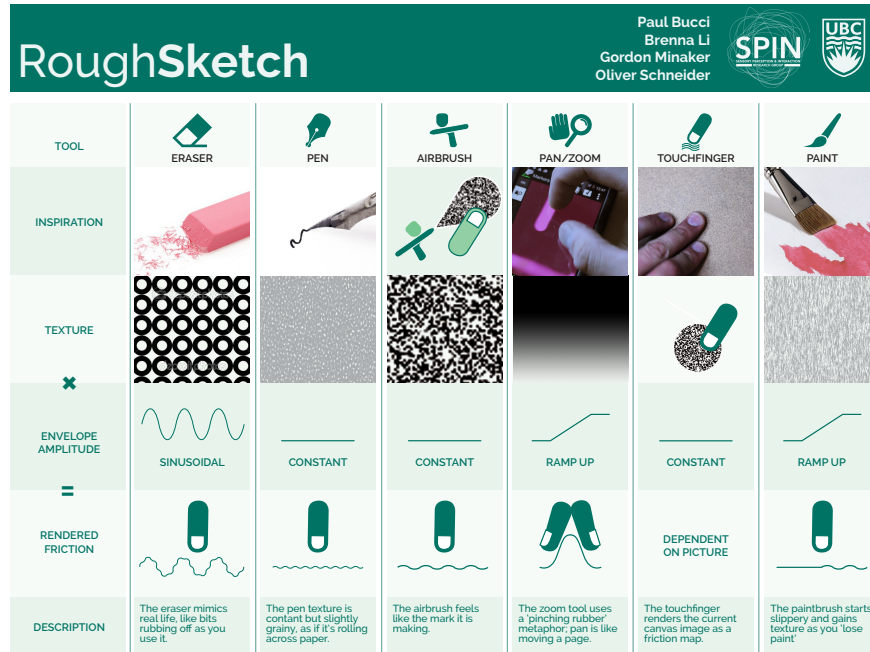 RoughSketch
Paul Bucci
Brenna Li
Gordon Minaker
Oliver Schneider
SPIN
SENSORY PERCEPTION & INTERACTION
RESEARCH GROUP
UBC
TOOL
ERASER
PEN
AIRBRUSH
PAN/ZOOM
TOUCHFINGER
PAINT
INSPIRATION
TEXTURE
✖
ENVELOPE
AMPLITUDE
SINUSOIDAL
CONSTANT
CONSTANT
RAMP UP
CONSTANT
RAMP UP
=
RENDERED
FRICTION
DEPENDENT
ON PICTURE
DESCRIPTION
The eraser mimics
real life, like bits
rubbing off as you
use it.
The pen texture is
contant but slightly
grainy, as if it's rolling
across paper.
The airbrush feels
like the mark it is
making.
The zoom tool uses
a 'pinching rubber'
metaphor; pan is like
moving a page.
The touchfinger
renders the current
canvas image as a
friction map.
The paintbrush starts
slippery and gains
texture as you 'lose
paint'